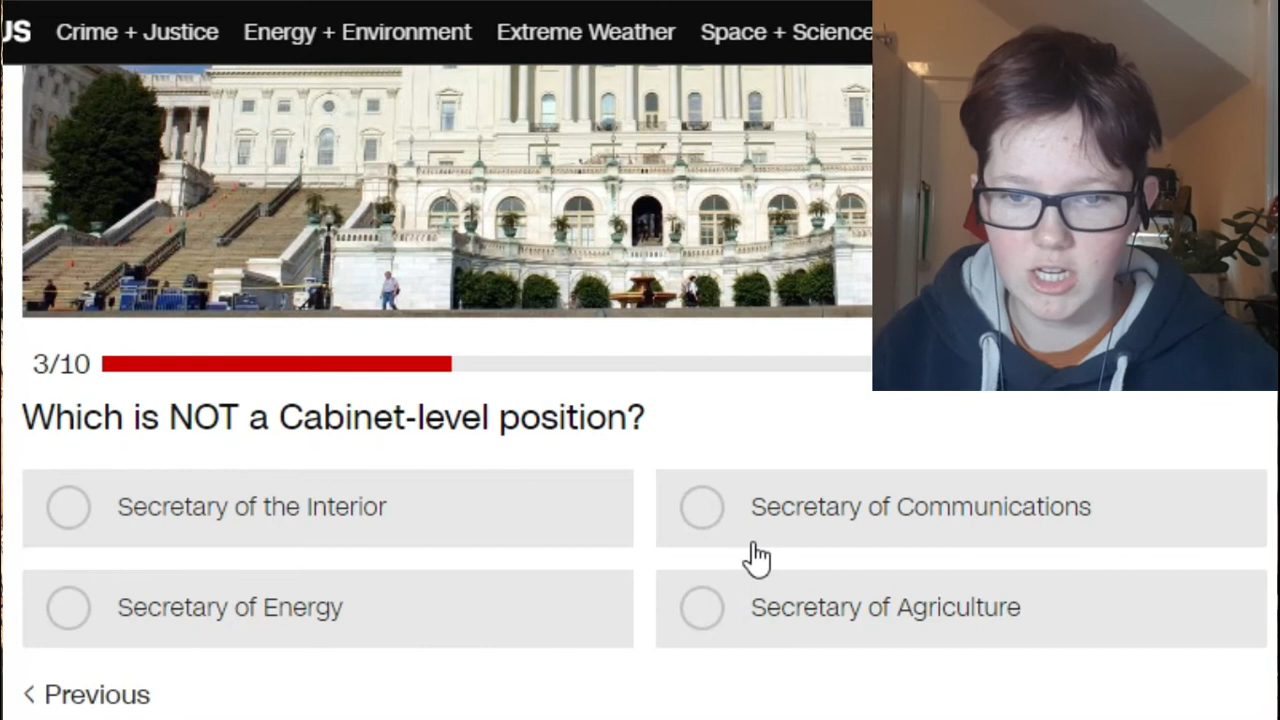 US Crime + Justice Energy + Environment Extreme Weather Space + Science
3/10
Which is NOT a Cabinet-level position?
Secretary of the Interior
Secretary of Communications
Secretary of Energy
Secretary of Agriculture
< Previous